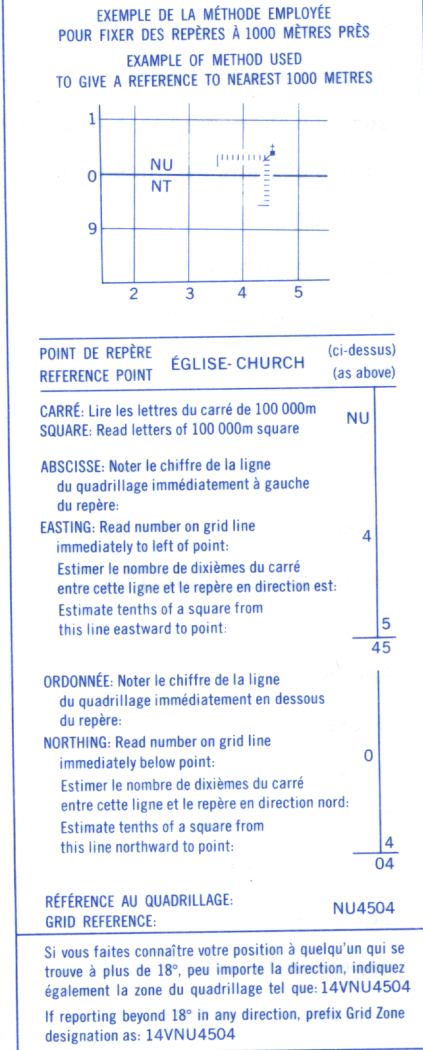 EXEMPLE DE LA MÉTHODE EMPLOYÉE
POUR FIXER DES REPÈRES À 1000 MÈTRES PRÈS
EXAMPLE OF METHOD USED
TO GIVE A REFERENCE TO NEAREST 1000 METRES
1
NU
0
NT
9
2 3 4 5
POINT DE REPÈRE
REFERENCE POINT
ÉGLISE-CHURCH
(ci-dessus)
(as above)
CARRÉ: Lire les lettres du carré de 100 000m
SQUARE: Read letters of 100 000m square
NU
ABSCISSE: Noter le chiffre de la ligne
du quadrillage immédiatement à gauche
du repère:
EASTING: Read number on grid line
immediately to left of point:
4
Estimer le nombre de dixièmes du carré
entre cette ligne et le repère en direction est:
Estimate tenths of a square from
this line eastward to point:
5
45
ORDONNÉE: Noter le chiffre de la ligne
du quadrillage immédiatement en dessous
du repère:
NORTHING: Read number on grid line
immediately below point:
0
Estimer le nombre de dixièmes du carré
entre cette ligne et le repère en direction nord:
Estimate tenths of a square from
this line northward to point:
4
04
RÉFÉRENCE AU QUADRILLAGE:
GRID REFERENCE:
NU4504
Si vous faites connaître votre position à quelqu'un qui se
trouve à plus de 18°, peu importe la direction, indiquez
également la zone du quadrillage tel que: 14VNU4504
If reporting beyond 18° in any direction, prefix Grid Zone
designation as: 14VNU4504